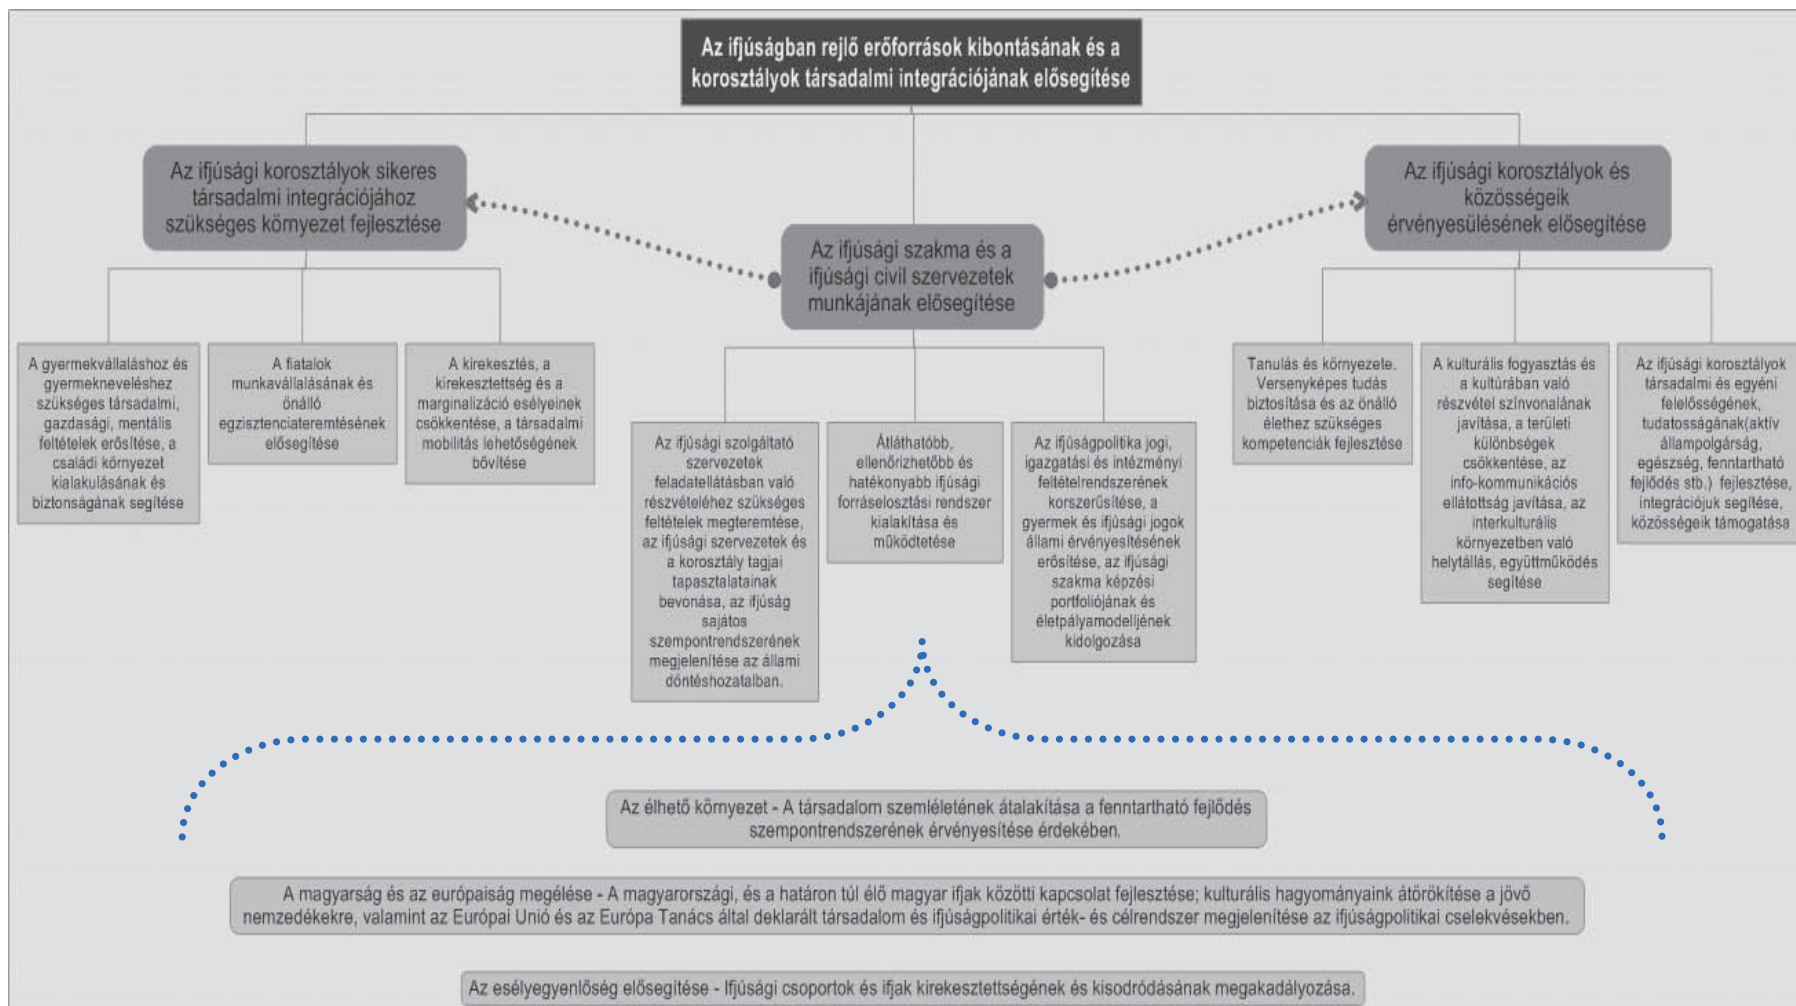 Az ifjúságban rejlő erőforrások kibontásának és a
korosztályok társadalmi integrációjának elősegítése
Az ifjúsági korosztályok sikeres
társadalmi integrációjához
szükséges környezet fejlesztése
Az ifjúsági szakma és a
ifjúsági civil szervezetek
munkájának elősegítése
Az ifjúsági korosztályok és
közösségeik
érvényesülésének elősegítése
A gyermekvállaláshoz és
gyermekneveléshez
szükséges társadalmi,
gazdasági, mentális
feltételek erősítése, a
családi környezet
kialakulásának és
biztonságának segítése
A fiatalok
munkavállalásának és
önálló
egzisztenciateremtésének
elősegítése
A kirekesztés, a
kirekesztettség és a
marginalizáció esélyeinek
csökkentése, a társadalmi
mobilitás lehetőségének
bővítése
Az ifjúsági szolgáltató
szervezetek
feladatellátásban való
részvételéhez szükséges
feltételek megteremtése,
az ifjúsági szervezetek és
a korosztály tagjai
tapasztalatainak
bevonása, az ifjúság
sajátos
szempontrendszerének
megjelenítése az állami
döntéshozatalban.
Átláthatóbb,
ellenőrizhetőbb és
hatékonyabb ifjúsági
forráselosztási rendszer
kialakítása és
működtetése
Az ifjúságpolitika jogi,
igazgatási és intézményi
feltételrendszerének
korszerűsítése, a
gyermek és ifjúsági jogok
állami érvényesítésének
erősítése, az ifjúsági
szakma képzési
portfoliójának és
életpályamodelljének
kidolgozása
Tanulás és környezete.
Versenyképes tudás
biztosítása és az önálló
élethez szükséges
kompetenciák fejlesztése
A kulturális fogyasztás és
a kultúrában való
részvétel színvonalának
javítása, a területi
különbségek
csökkentése, az
info-kommunikációs
ellátottság javítása, az
interkulturális
környezetben való
helytállás, együttműködés
segítése
Az ifjúsági korosztályok
társadalmi és egyéni
felelősségének,
tudatosságának(aktív
állampolgárság,
egészség, fenntartható
fejlődés stb.) fejlesztése,
integrációjuk segítése,
közösségeik támogatása
Az élhető környezet - A társadalom szemléletének átalakítása a fenntartható fejlődés
szempontrendszerének érvényesítése érdekében.
A magyarság és az európaiság megélése - A magyarországi, és a határon túl élő magyar ifjak közötti kapcsolat fejlesztése; kulturális hagyományaink átörökítése a jövő
nemzedékekre, valamint az Európai Unió és az Európa Tanács által deklarált társadalom és ifjúságpolitikai érték- és célrendszer megjelenítése az ifjúságpolitikai cselekvésekben.
Az esélyegyenlőség elősegítése - Ifjúsági csoportok és ifjak kirekesztettségének és kisodródásának megakadályozása.